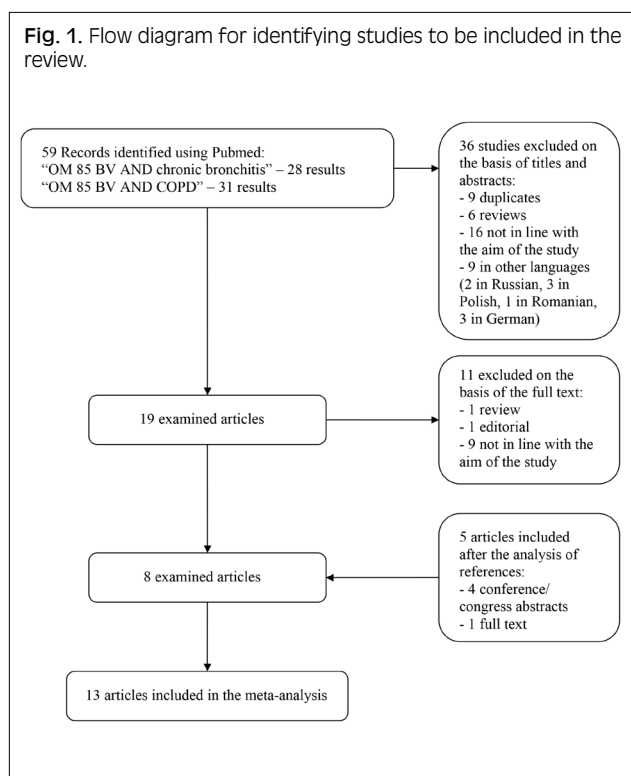 Fig. 1. Flow diagram for identifying studies to be included in the
review.
59 Records identified using Pubmed:
“OM 85 BV AND chronic bronchitis” – 28 results
“OM 85 BV AND COPD” – 31 results
36 studies excluded on
the basis of titles and
abstracts:
- 9 duplicates
- 6 reviews
- 16 not in line with
the aim of the study
- 9 in other languages
(2 in Russian, 3 in
Polish, 1 in Romanian,
3 in German)
19 examined articles
11 excluded on the
basis of the full text:
- 1 review
- 1 editorial
- 9 not in line with the
aim of the study
8 examined articles
5 articles included
after the analysis of
references:
- 4 conference/
congress abstracts
- 1 full text
13 articles included in the meta-analysis